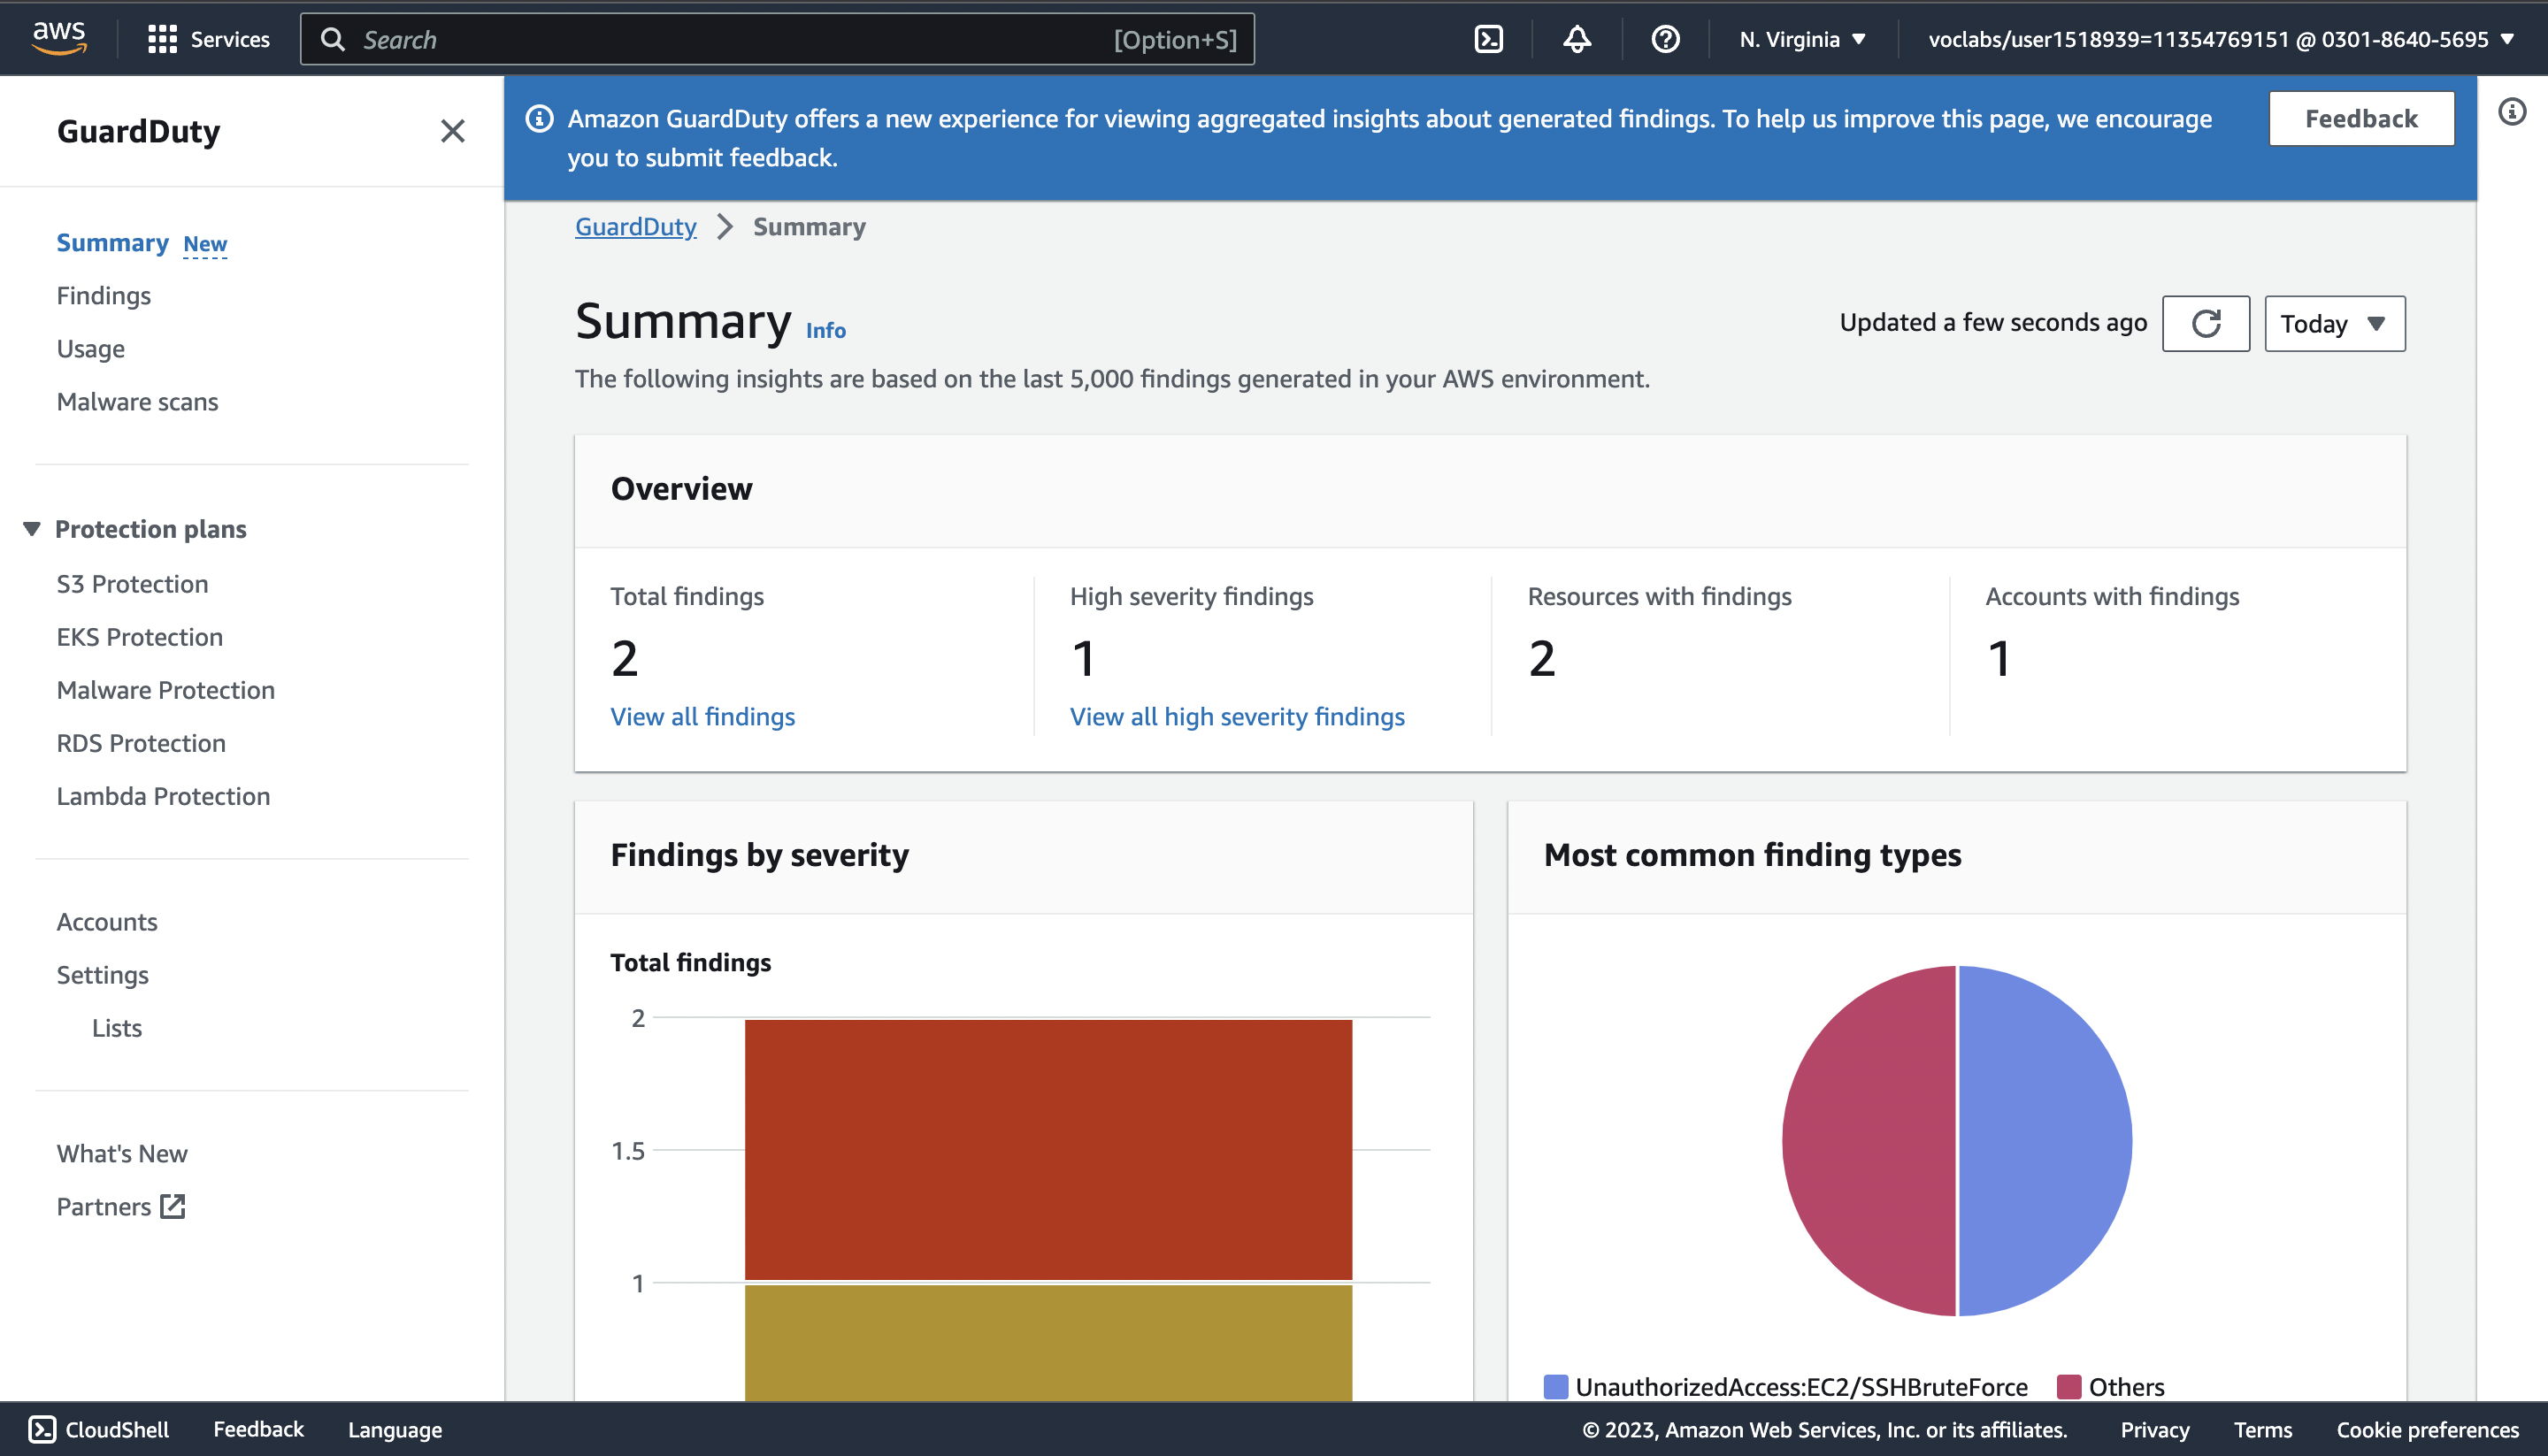 aws
Services
Search
[Option+S]
N. Virginia
voclabs/user1518939=11354769151 @ 0301-8640-5695
GuardDuty
Summary New
Findings
Usage
Malware scans
Protection plans
S3 Protection
EKS Protection
Malware Protection
RDS Protection
Lambda Protection
Accounts
Settings
Lists
What's New
Partners
Amazon GuardDuty offers a new experience for viewing aggregated insights about generated findings. To help us improve this page, we encourage
you to submit feedback.
Feedback
GuardDuty
Summary
Summary Info
Updated a few seconds ago
Today
The following insights are based on the last 5,000 findings generated in your AWS environment.
Overview
Total findings
2
View all findings
High severity findings
1
View all high severity findings
Resources with findings
2
Accounts with findings
1
Findings by severity
Total findings
2
1.5
1
Most common finding types
UnauthorizedAccess:EC2/SSHBruteForce
Others
CloudShell
Feedback
Language
© 2023, Amazon Web Services, Inc. or its affiliates.
Privacy
Terms
Cookie preferences